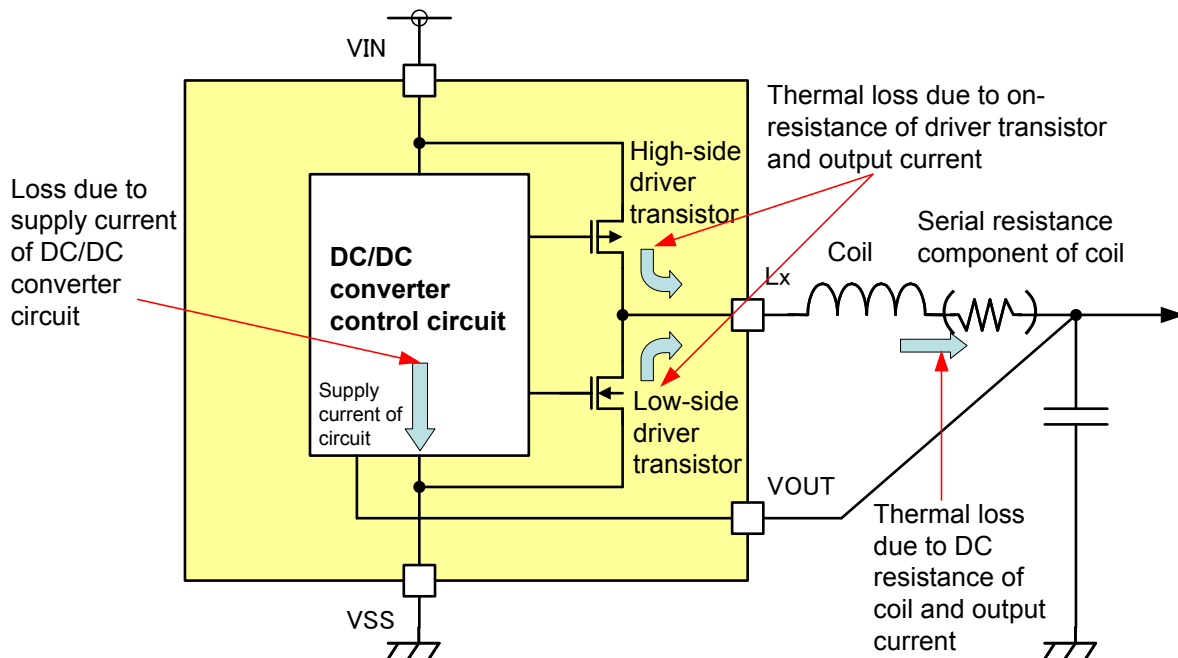 VIN
Thermal loss due to on-
resistance of driver transistor
and output current
High-side
driver
transistor
Loss due to
supply current
of DC/DC
converter
circuit
Serial resistance
component of coil
DC/DC
converter
control circuit
Coil
Lx
Supply
current of
circuit
Low-side
driver
transistor
VOUT
Thermal loss
due to DC
resistance of
coil and output
current
VSS